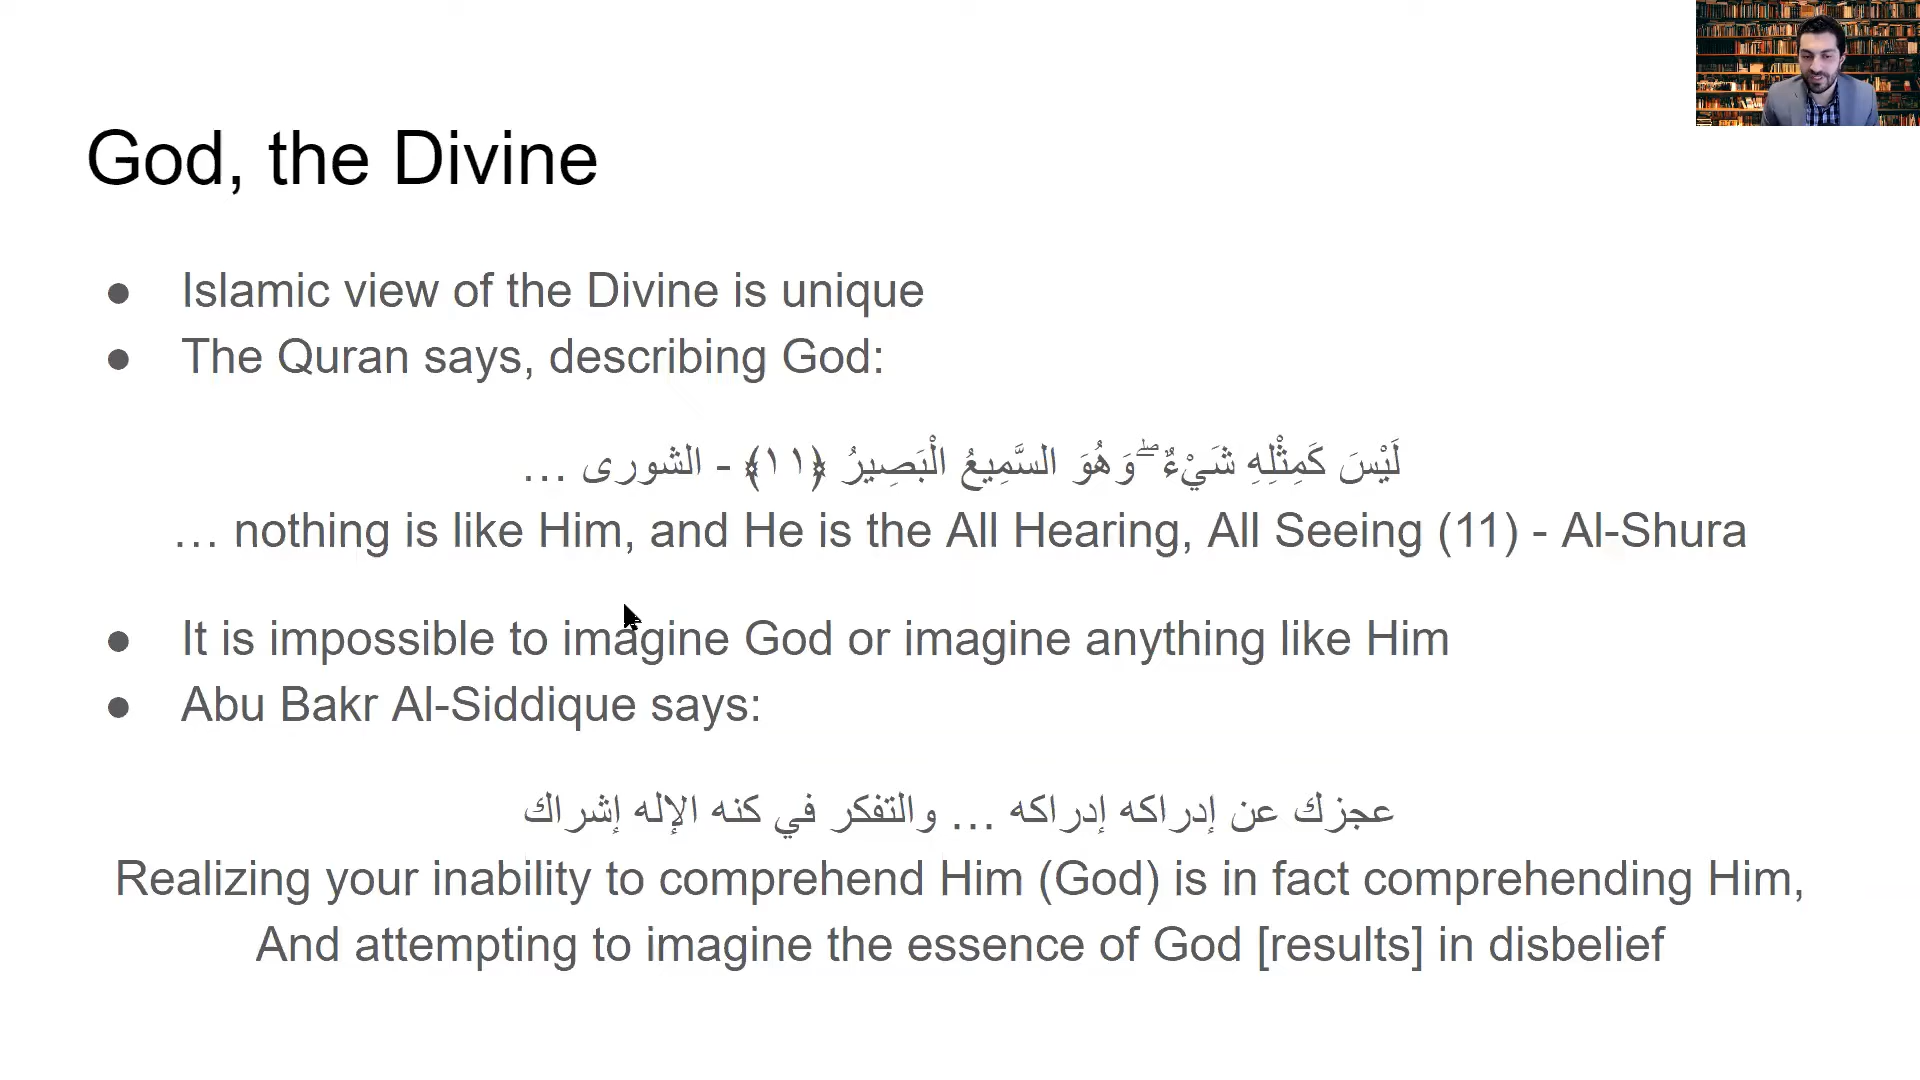 God, the Divine
● Islamic view of the Divine is unique
● The Quran says, describing God:
لَيْسَ كَمِثْلِهِ شَيْءٌ ۖ وَهُوَ السَّمِيعُ الْبَصِيرُ ﴿١١﴾ - الشورى ...
… nothing is like Him, and He is the All Hearing, All Seeing (11) - Al-Shura
● It is impossible to imagine God or imagine anything like Him
● Abu Bakr Al-Siddique says:
عجزك عن إدراكه إدراكه ... والتفكر في كنه الإله إشراك
Realizing your inability to comprehend Him (God) is in fact comprehending Him,
And attempting to imagine the essence of God [results] in disbelief